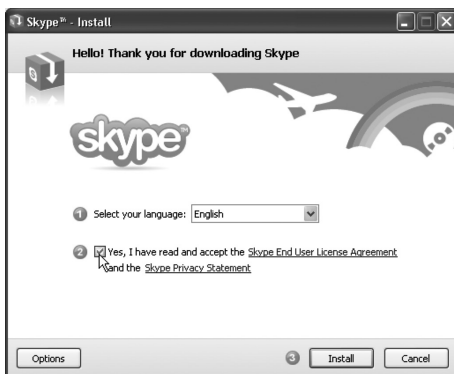 Skype™ - Install
Hello! Thank you for downloading Skype
skype™
1 Select your language: English
2 Yes, I have read and accept the Skype End User License Agreement
and the Skype Privacy Statement
Options 3 Install Cancel